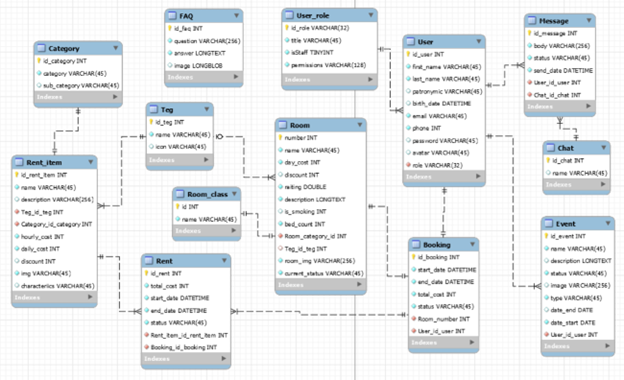 Category
id_category INT
category VARCHAR(45)
sub_category VARCHAR(45)
Indexes
FAQ
id_faq INT
question VARCHAR(256)
answer LONGTEXT
image LONGBLOB
Indexes
User_role
id_role VARCHAR(32)
title VARCHAR(45)
isStaff TINYINT
permissions VARCHAR(128)
Indexes
User
id_user INT
first_name VARCHAR(45)
last_name VARCHAR(45)
patronymic VARCHAR(45)
birth_date DATETIME
email VARCHAR(45)
phone INT
password VARCHAR(45)
avatar VARCHAR(45)
role VARCHAR(32)
Indexes
Message
id_message INT
body VARCHAR(256)
status VARCHAR(45)
send_date DATETIME
User_id_user INT
Chat_id_chat INT
Indexes
Teg
id_teg INT
name VARCHAR(45)
icon VARCHAR(45)
Indexes
Room
number INT
name VARCHAR(45)
day_cost INT
discount INT
raiting DOUBLE
description LONGTEXT
is_smoking INT
bed_count INT
Room_category_id INT
Teg_id_teg INT
room_img VARCHAR(256)
current_status VARCHAR(45)
Indexes
Chat
id_chat INT
name VARCHAR(45)
Indexes
Rent_item
id_rent_item INT
name VARCHAR(45)
description VARCHAR(256)
Teg_id_teg INT
Category_id_category INT
hourly_cost INT
daily_cost INT
discount INT
img VARCHAR(45)
characterics VARCHAR(45)
Indexes
Room_class
id INT
name VARCHAR(45)
Indexes
Rent
id_rent INT
total_cost INT
start_date DATETIME
end_date DATETIME
status VARCHAR(45)
Rent_item_id_rent_item INT
Booking_id_booking INT
Indexes
Booking
id_booking INT
start_date DATETIME
end_date DATETIME
total_cost INT
status VARCHAR(45)
Room_number INT
User_id_user INT
Indexes
Event
id_event INT
name VARCHAR(45)
description LONGTEXT
status VARCHAR(45)
image VARCHAR(256)
type VARCHAR(45)
date_end DATE
date_start DATE
User_id_user INT
Indexes